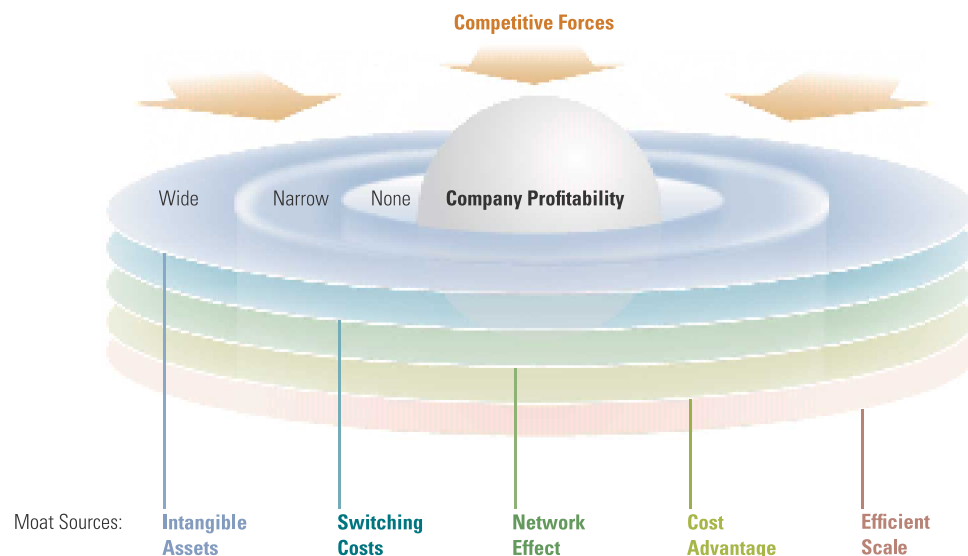 Competitive Forces
Wide Narrow None Company Profitability
Moat Sources: Intangible Switching Network Cost Efficient
Assets Costs Effect Advantage Scale